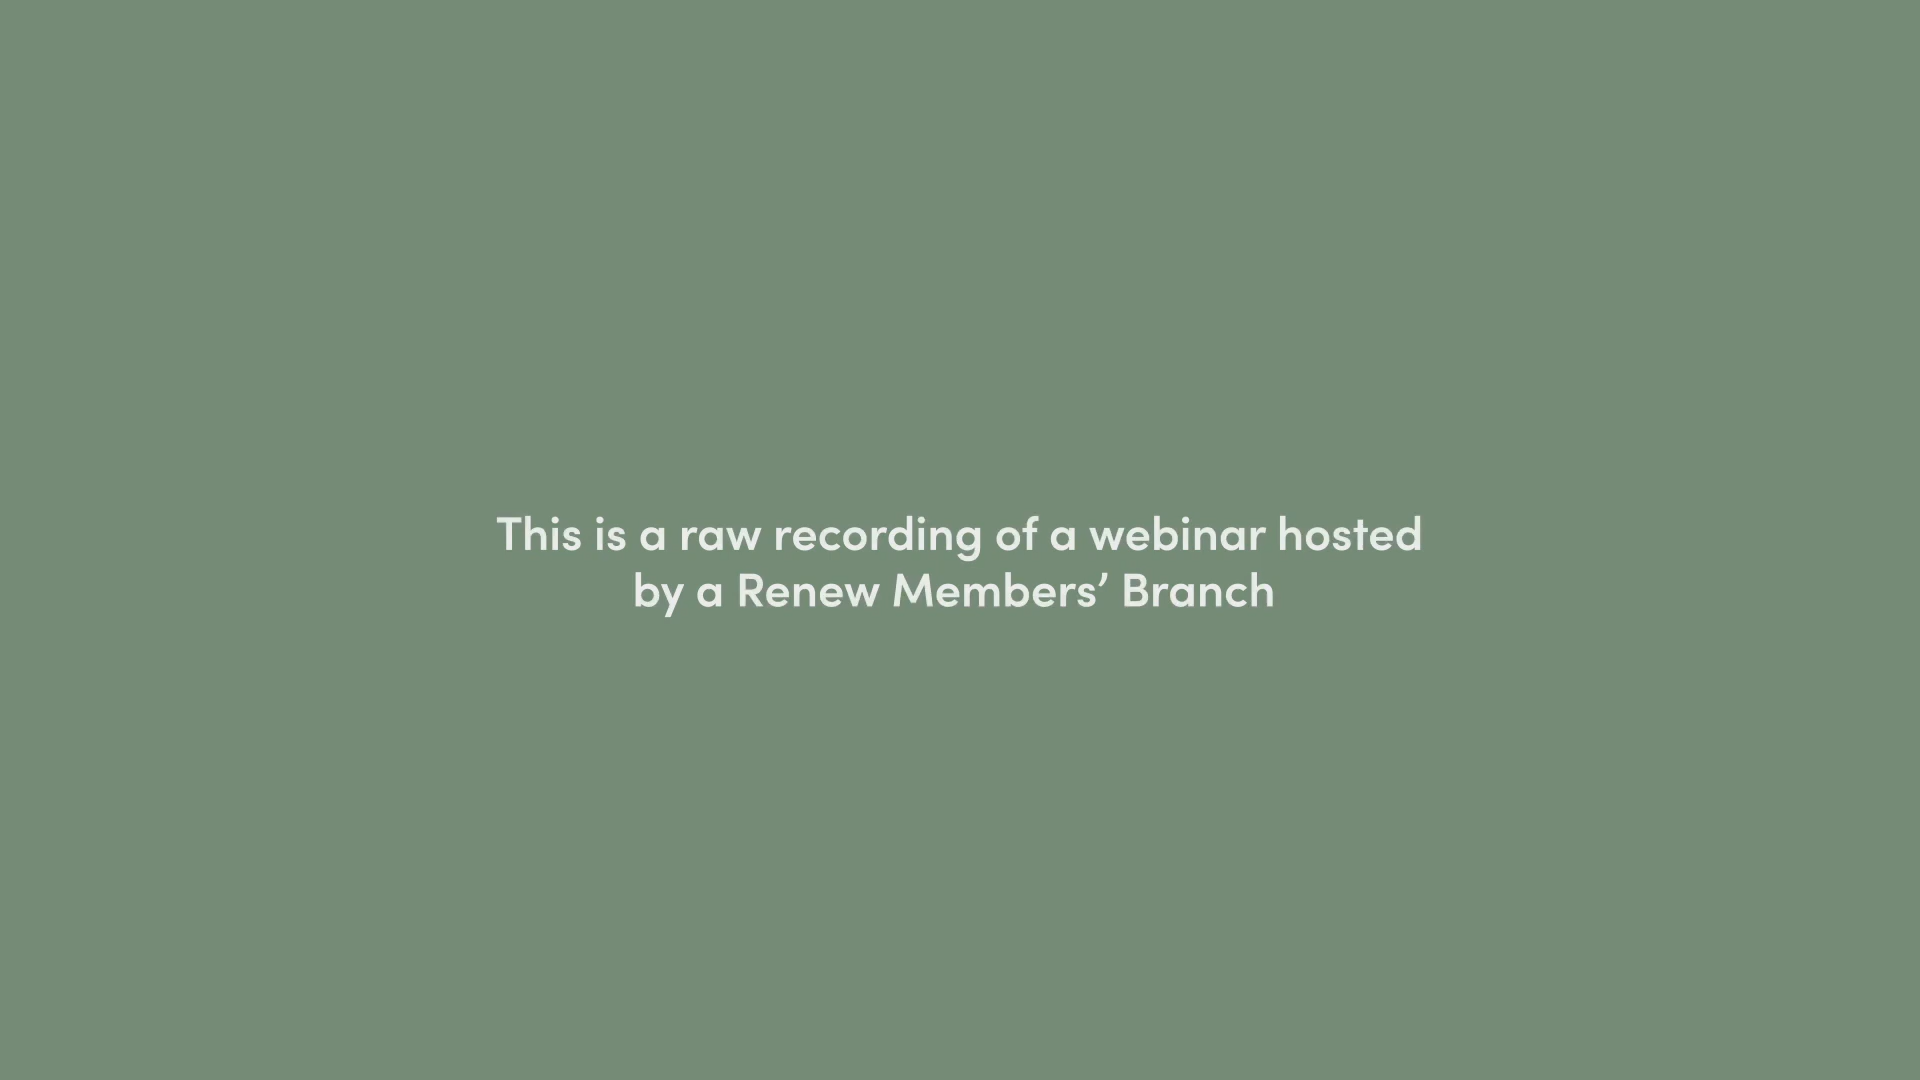 This is a raw recording of a webinar hosted
by a Renew Members’ Branch